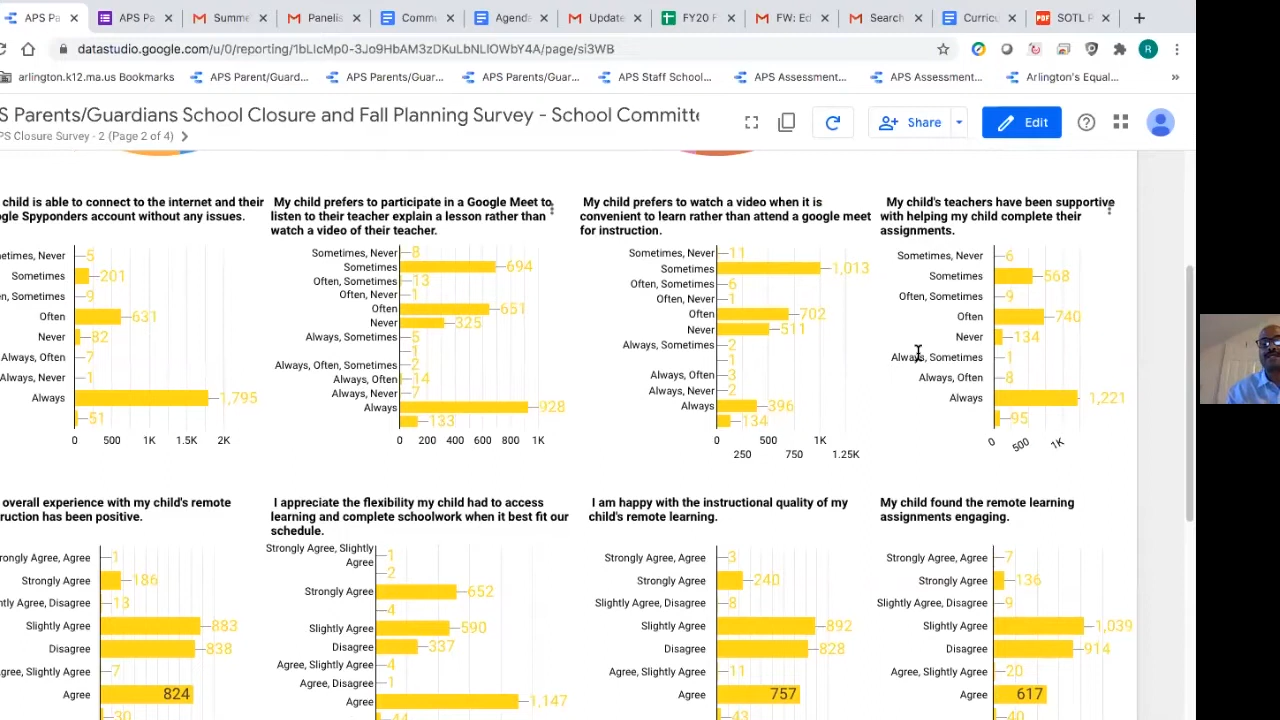 APS Pa
APS Pa
Summe
Panelis
Commu
Agenda
Update
FY20 F
FW: Ed
Search
Curricu
SOTL P
datastudio.google.com/u/0/reporting/
arlington.k12.ma.us Bookmarks
APS Parent/Guard...
APS Parents/Guar...
APS Parents/Guar...
APS Staff School...
APS Assessment...
APS Assessment...
Arlington's Equal...
S Parents/Guardians School Closure and Fall Planning Survey - School Committe
PS Closure Survey - 2 (Page 2 of 4)
Share
Edit
R
child is able to connect to the internet and their
gle Spyponders account without any issues.
etimes, Never 5
Sometimes 201
en, Sometimes 9
Often 631
Never 82
Always, Often 7
Always, Never 1
Always 1,795
51
0 500 1K 1.5K 2K
My child prefers to participate in a Google Meet to
listen to their teacher explain a lesson rather than
watch a video of their teacher.
Sometimes, Never 8
Sometimes 694
Often, Sometimes 13
Often, Never 1
Often 651
Never 325
Always, Sometimes 5
1
Always, Often, Sometimes 2
Always, Often 14
Always, Never 7
Always 928
133
0 200 400 600 800 1K
My child prefers to watch a video when it is
convenient to learn rather than attend a google meet
for instruction.
Sometimes, Never 11
Sometimes 1,013
Often, Sometimes 6
Often, Never 1
Often 702
Never 511
Always, Sometimes 2
1
Always, Often 3
Always, Never 2
Always 396
134
0 500 1K
250 750 1.25K
My child's teachers have been supportive
with helping my child complete their
assignments.
Sometimes, Never 6
Sometimes 568
Often, Sometimes 9
Often 740
Never 134
Always, Sometimes 1
Always, Often 8
Always 1,221
95
0 500 1K
overall experience with my child's remote
ruction has been positive.
rongly Agree, Agree 1
Strongly Agree 186
htly Agree, Disagree 13
Slightly Agree 883
Disagree 838
gree, Slightly Agree 7
Agree 824
30
I appreciate the flexibility my child had to access
learning and complete schoolwork when it best fit our
schedule.
Strongly Agree, Slightly
Agree 1
2
Strongly Agree 652
4
Slightly Agree 590
Disagree 337
Agree, Slightly Agree 4
Agree, Disagree 1
Agree 1,147
44
I am happy with the instructional quality of my
child's remote learning.
Strongly Agree, Agree 3
Strongly Agree 240
Slightly Agree, Disagree 8
Slightly Agree 892
Disagree 828
Agree, Slightly Agree 11
Agree 757
43
My child found the remote learning
assignments engaging.
Strongly Agree, Agree 7
Strongly Agree 136
Slightly Agree, Disagree 9
Slightly Agree 1,039
Disagree 914
Agree, Slightly Agree 20
Agree 617
40